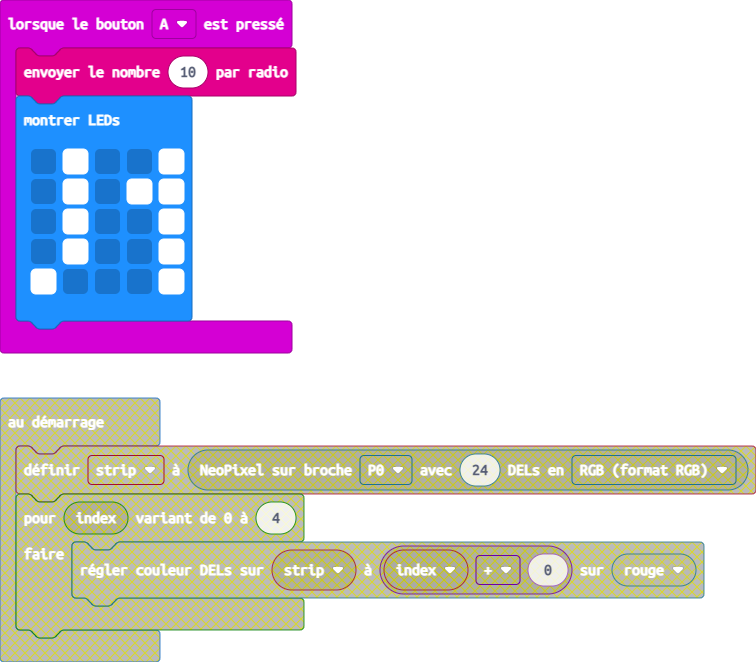 lorsque le bouton A est pressé
envoyer le nombre 10 par radio
montrer LEDs
au démarrage
définir strip à NeoPixel sur broche P0 avec 24 DELs en RGB (format RGB)
pour index variant de 0 à 4
faire
régler couleur DELs sur strip à index + 0 sur rouge